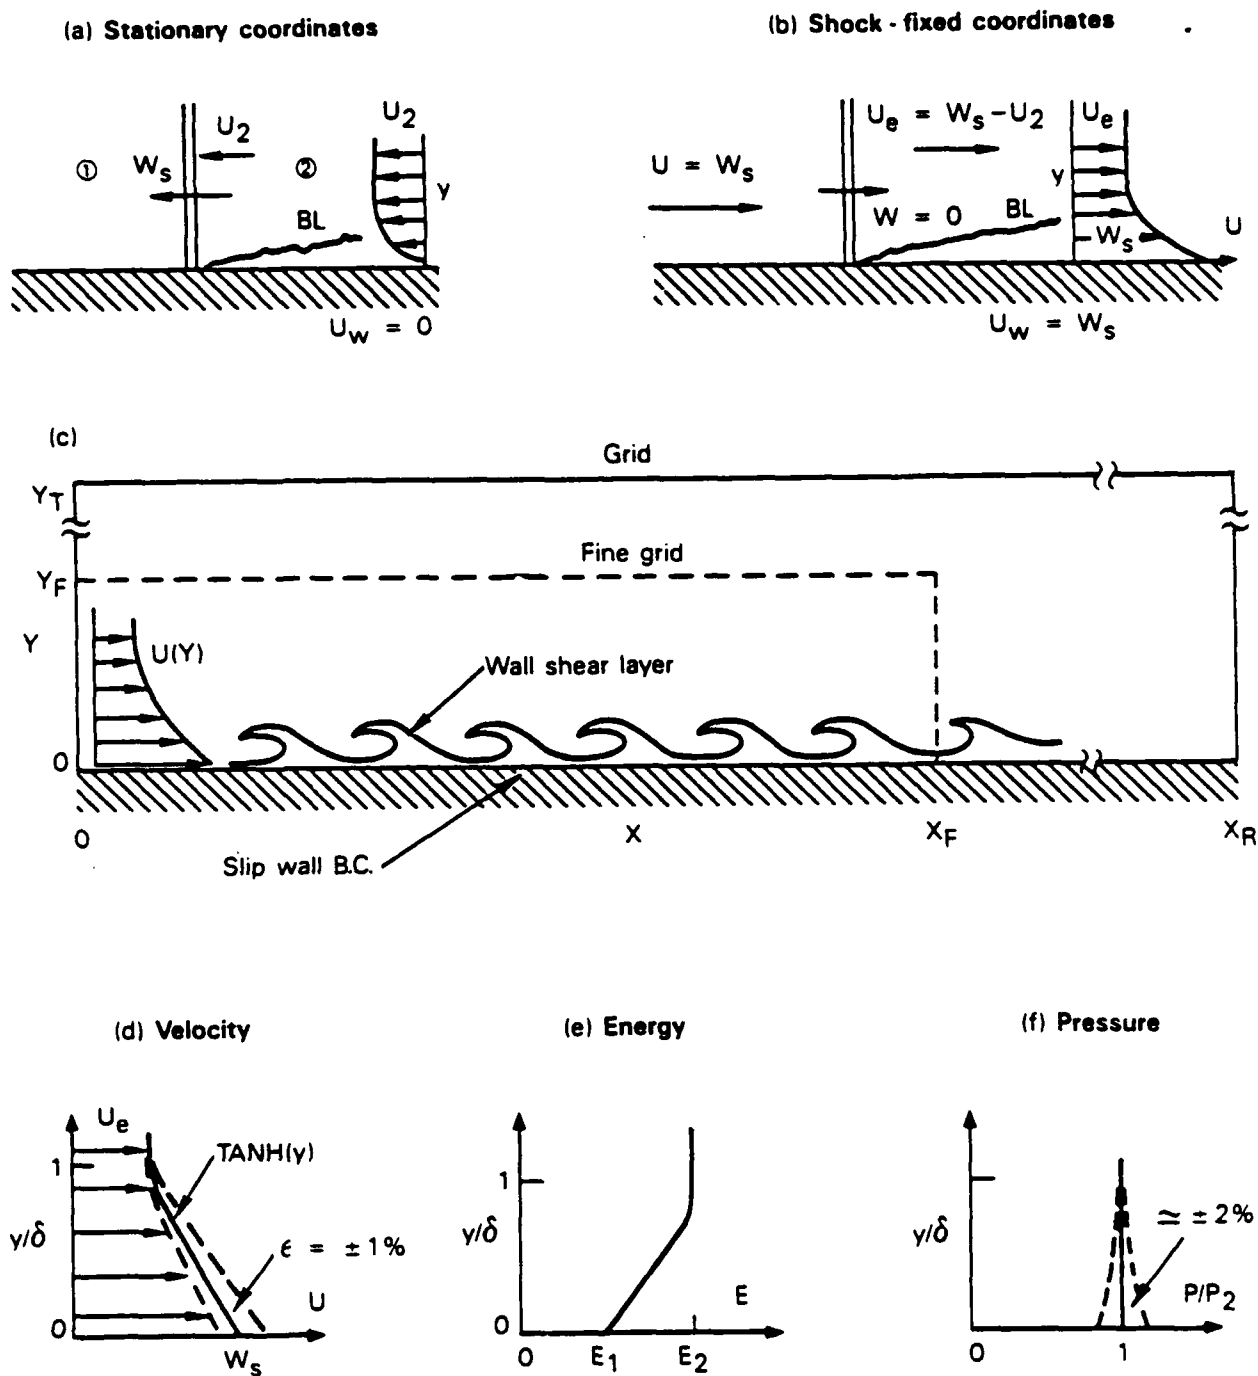 (a) Stationary coordinates
(b) Shock-fixed coordinates
U2
U2
①
Ws
②
y
BL
Uw = 0
Ue = Ws-U2
Ue
U = Ws
y
W = 0
BL
Ws
U
Uw = Ws
(c)
Grid
YT
Fine grid
YF
Y
U(Y)
Wall shear layer
0
0
X
XF
XR
Slip wall B.C.
(d) Velocity
(e) Energy
(f) Pressure
Ue
TANH(y)
1
1
y/δ
y/δ
y/δ
ϵ = ±1%
≃ ±2%
U
E
P/P2
0
0
Ws
0
E1
E2
0
1